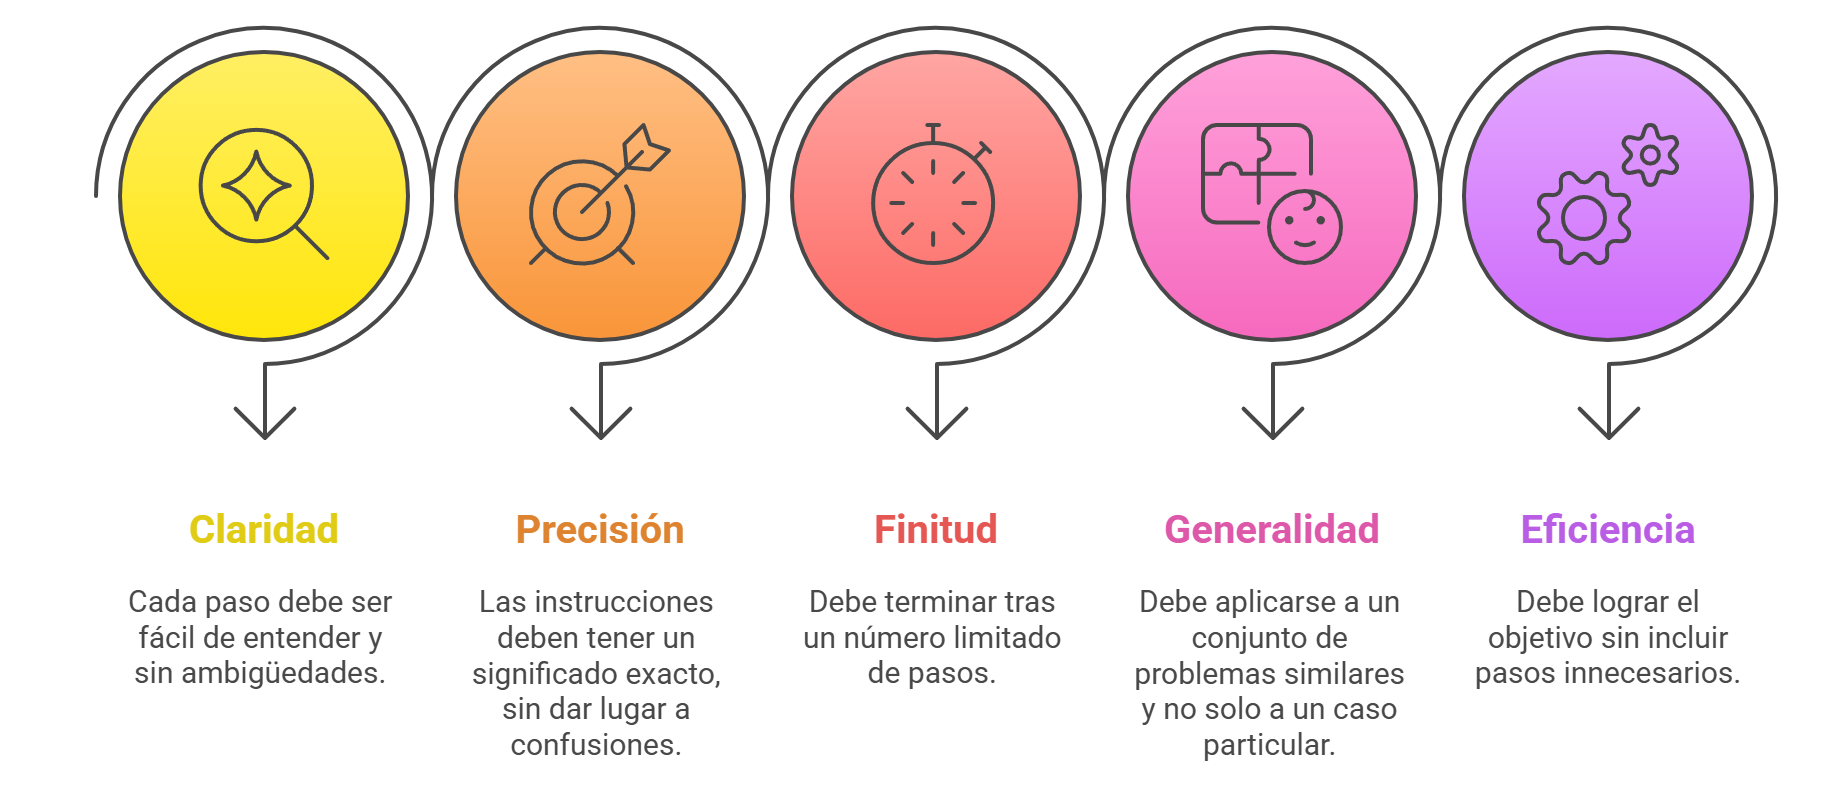 Claridad
Cada paso debe ser
fácil de entender y
sin ambigüedades.
Precisión
Las instrucciones
deben tener un
significado exacto,
sin dar lugar a
confusiones.
Finitud
Debe terminar tras
un número limitado
de pasos.
Generalidad
Debe aplicarse a un
conjunto de
problemas similares
y no solo a un caso
particular.
Eficiencia
Debe lograr el
objetivo sin incluir
pasos innecesarios.